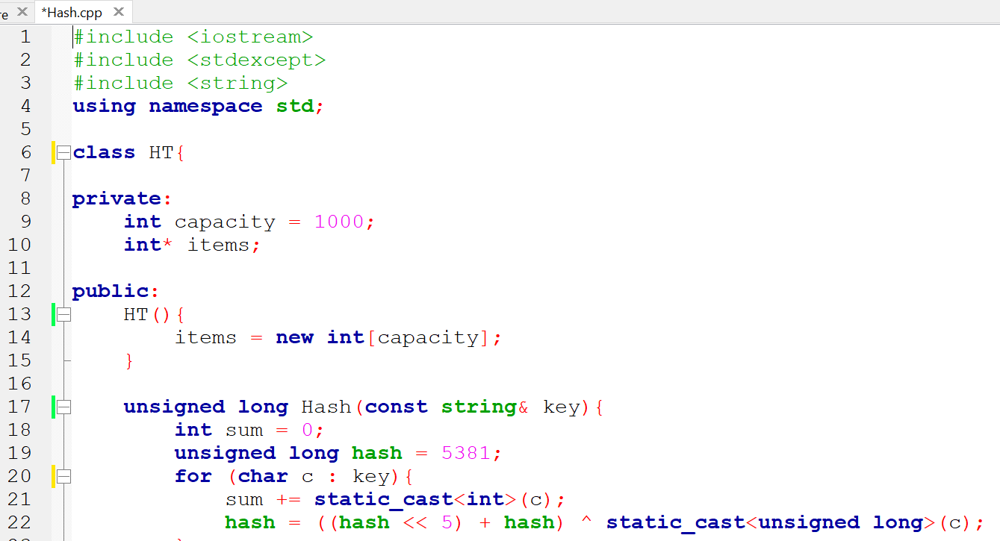 re × *Hash.cpp ×
1 #include <iostream>
2 #include <stdexcept>
3 #include <string>
4 using namespace std;
5
6 class HT{
7
8 private:
9 int capacity = 1000;
10 int* items;
11
12 public:
13 HT(){
14 items = new int[capacity];
15 }
16
17 unsigned long Hash(const string& key){
18 int sum = 0;
19 unsigned long hash = 5381;
20 for (char c : key){
21 sum += static_cast<int>(c);
22 hash = ((hash << 5) + hash) ^ static_cast<unsigned long>(c);